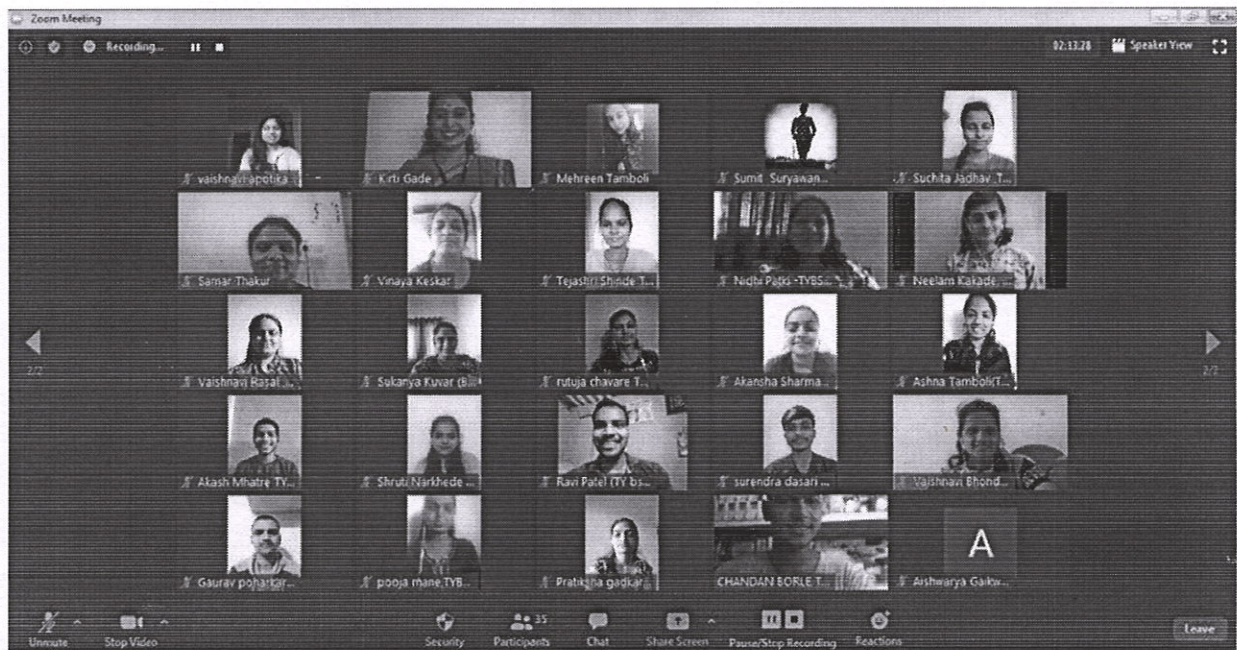 Zoom Meeting
Recording...
02:13:28 Speaker View
vaishnavi apotika
Kirti Gade
Mehreen Tamboli
Sumit Suryawan...
Suchita Jadhav_T...
Samar Thakur
Vinaya Keskar
Tejashri Shinde T...
Nidhi Patki -TYBS...
Neelam Kakade
2/2
2/2
Vaishnavi Rasal
Sukanya Kuvar (B...
rutuja chavare T...
Akansha Sharma...
Ashna Tamboli(T...
Akash Mhatre TY...
Shruti Narkhede ...
Ravi Patel (TY bs...
surendra dasari ...
Vaishnavi Bhond...
Gaurav poharkar...
pooja mane,TYB...
Pratiksha gadkar...
CHANDAN BORLE T...
A
Aishwarya Gaikw...
Unmute
Stop Video
Security
35
Participants
Chat
Share Screen
Pause/Stop Recording
Reactions
Leave